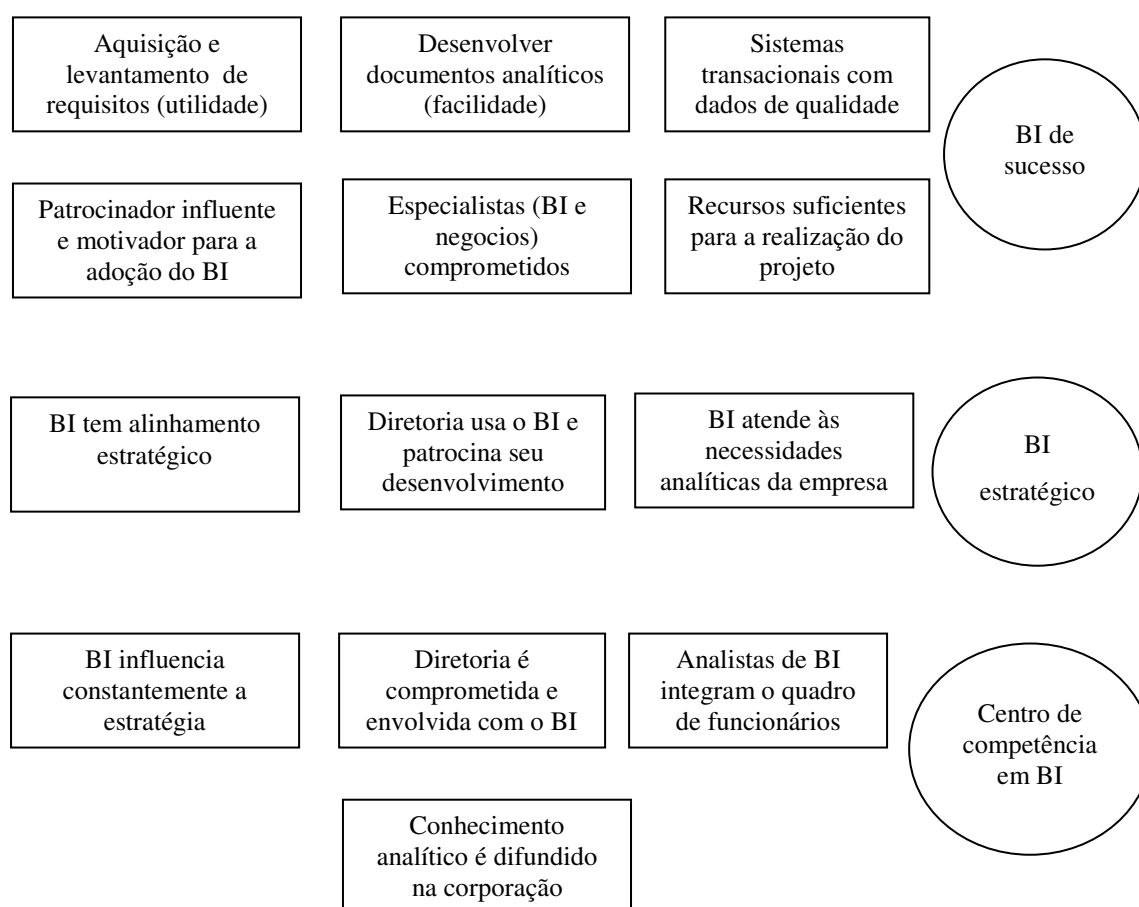 Aquisição e
levantamento de
requisitos (utilidade)
Desenvolver
documentos analíticos
(facilidade)
Sistemas
transacionais com
dados de qualidade
BI de
sucesso
Patrocinador influente
e motivador para a
adoção do BI
Especialistas (BI e
negocios)
comprometidos
Recursos suficientes
para a realização do
projeto
BI tem alinhamento
estratégico
Diretoria usa o BI e
patrocina seu
desenvolvimento
BI atende às
necessidades
analíticas da empresa
BI
estratégico
BI influencia
constantemente a
estratégia
Diretoria é
comprometida e
envolvida com o BI
Analistas de BI
integram o quadro
de funcionários
Centro de
competência
em BI
Conhecimento
analítico é difundido
na corporação